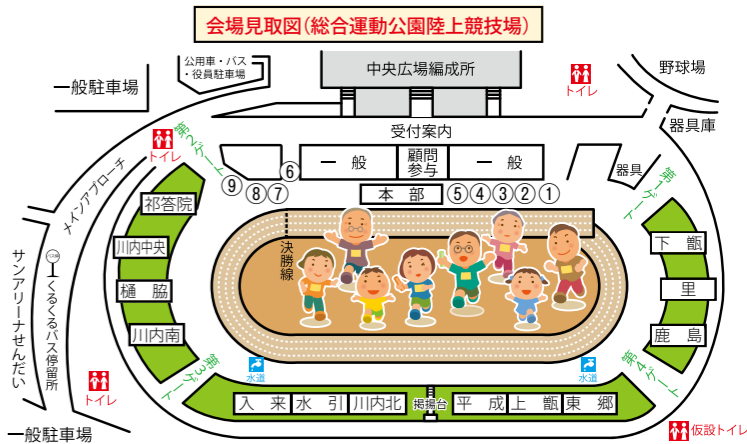 会場見取図(総合運動公園陸上競技場)
公用車・バス
・役員駐車場
中央広場編成所
野球場
一般駐車場
トイレ
器具庫
受付案内
第2ゲート
トイレ
一般
顧問
参与
一般
器具
第1ゲート
⑨
⑧
⑦
⑥
本部
⑤
④
③
②
①
メインアプローチ
祁答院
川内中央
樋脇
川内南
決勝線
下甑
里
鹿島
サンアリーナせんだい
バス停
くるくるバス停留所
第3ゲート
第4ゲート
水道
水道
トイレ
入来
水引
川内北
掲揚台
平成
上甑
東郷
一般駐車場
仮設トイレ